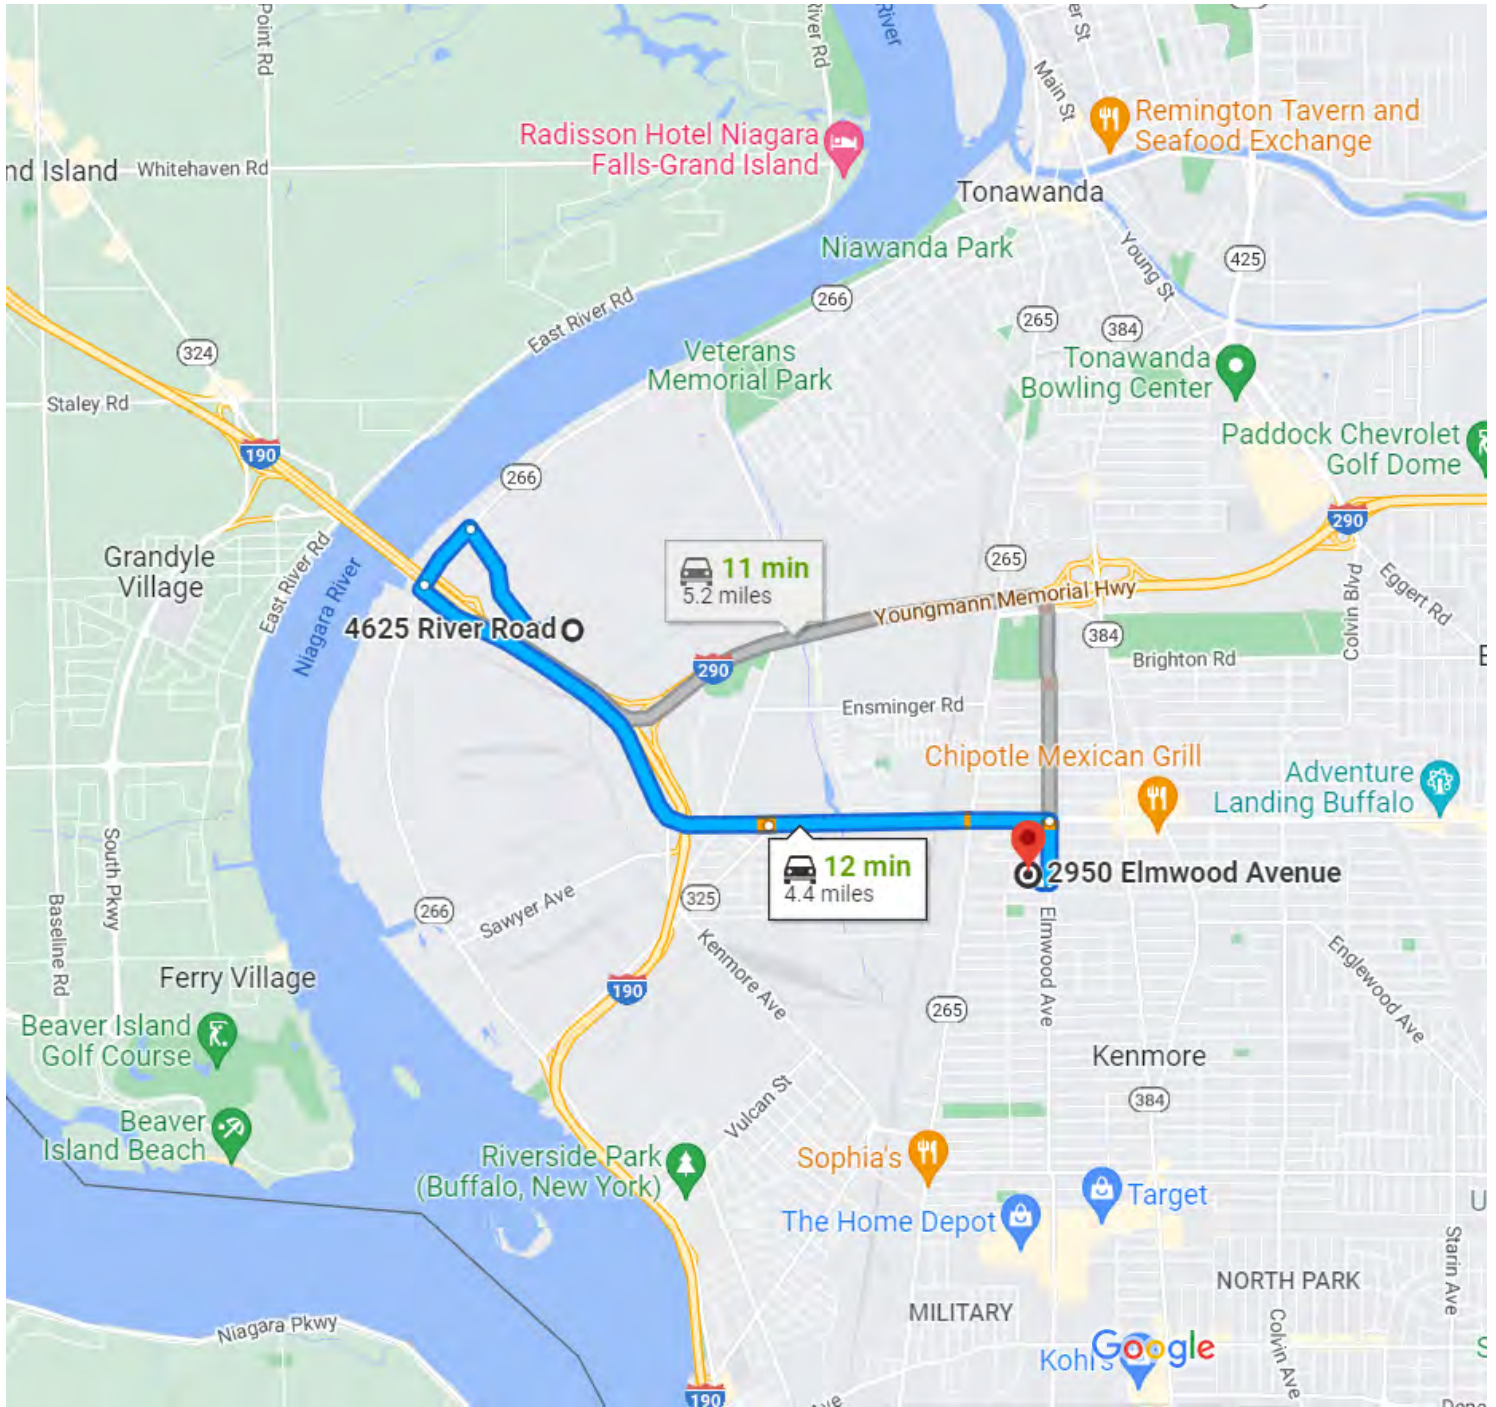 Point Rd
River Rd
River
er St
Main St
Remington Tavern and
Seafood Exchange
Radisson Hotel Niagara
Falls-Grand Island
nd Island
Whitehaven Rd
Tonawanda
Niawanda Park
Young St
425
266
East River Rd
265
384
324
Veterans
Memorial Park
Tonawanda
Bowling Center
Staley Rd
Paddock Chevrolet
Golf Dome
190
266
290
Grandyle
Village
East River Rd
Niagara River
265
11 min
5.2 miles
Youngmann Memorial Hwy
Colvin Blvd
Eggert Rd
4625 River Road
384
Brighton Rd
E
290
Ensminger Rd
Chipotle Mexican Grill
Adventure
Landing Buffalo
South Pkwy
12 min
4.4 miles
2950 Elmwood Avenue
Baseline Rd
266
Sawyer Ave
325
Kenmore Ave
Elmwood Ave
Englewood Ave
Ferry Village
190
265
Beaver Island
Golf Course
Kenmore
384
Vulcan St
Beaver
Island Beach
Riverside Park
(Buffalo, New York)
Sophia's
Target
The Home Depot
U
Starin Ave
NORTH PARK
MILITARY
Niagara Pkwy
Colvin Ave
Kohl's
Google
S
190
ve